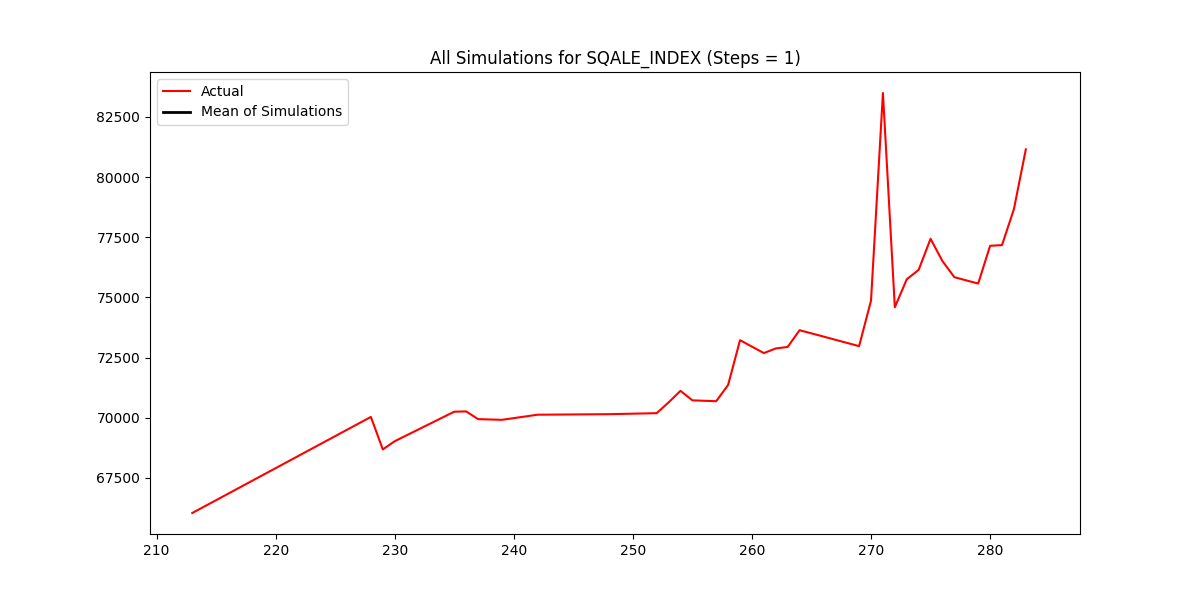 All Simulations for SQALE_INDEX (Steps = 1)
Actual
Mean of Simulations
82500
80000
77500
75000
72500
70000
67500
210 220 230 240 250 260 270 280